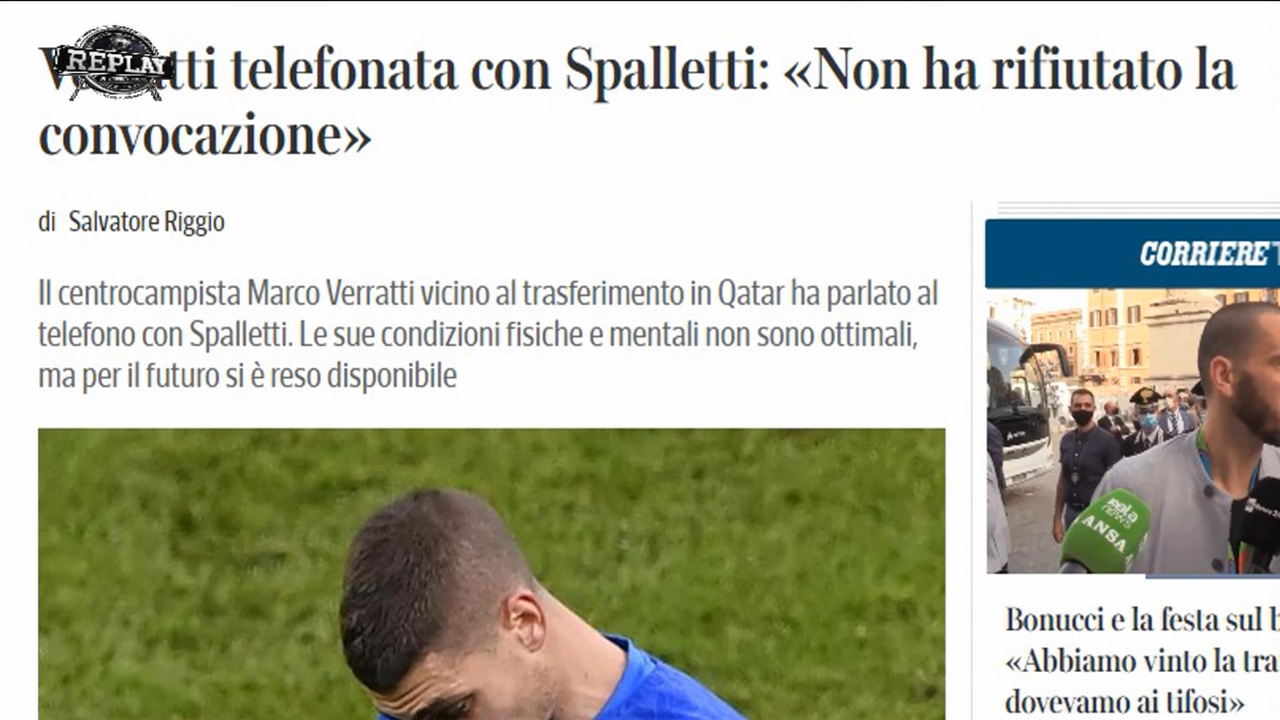 REPLAY
tti telefonata con Spalletti: «Non ha rifiutato la
convocazione»
di Salvatore Riggio
Il centrocampista Marco Verratti vicino al trasferimento in Qatar ha parlato al
telefono con Spalletti. Le sue condizioni fisiche e mentali non sono ottimali,
ma per il futuro si è reso disponibile
CORRIERE
ANSA
Bonucci e la festa sul b
«Abbiamo vinto la tra
dovevamo ai tifosi»